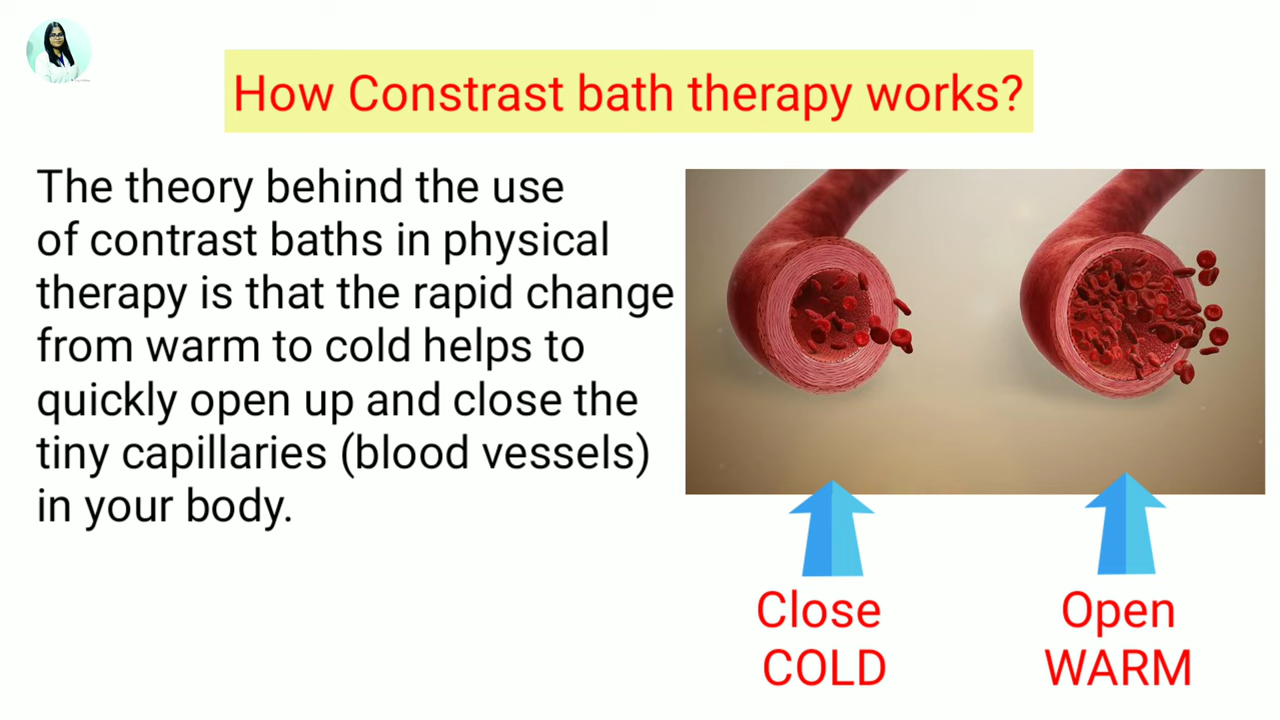 How Constrast bath therapy works?
The theory behind the use
of contrast baths in physical
therapy is that the rapid change
from warm to cold helps to
quickly open up and close the
tiny capillaries (blood vessels)
in your body.
Close
COLD
Open
WARM